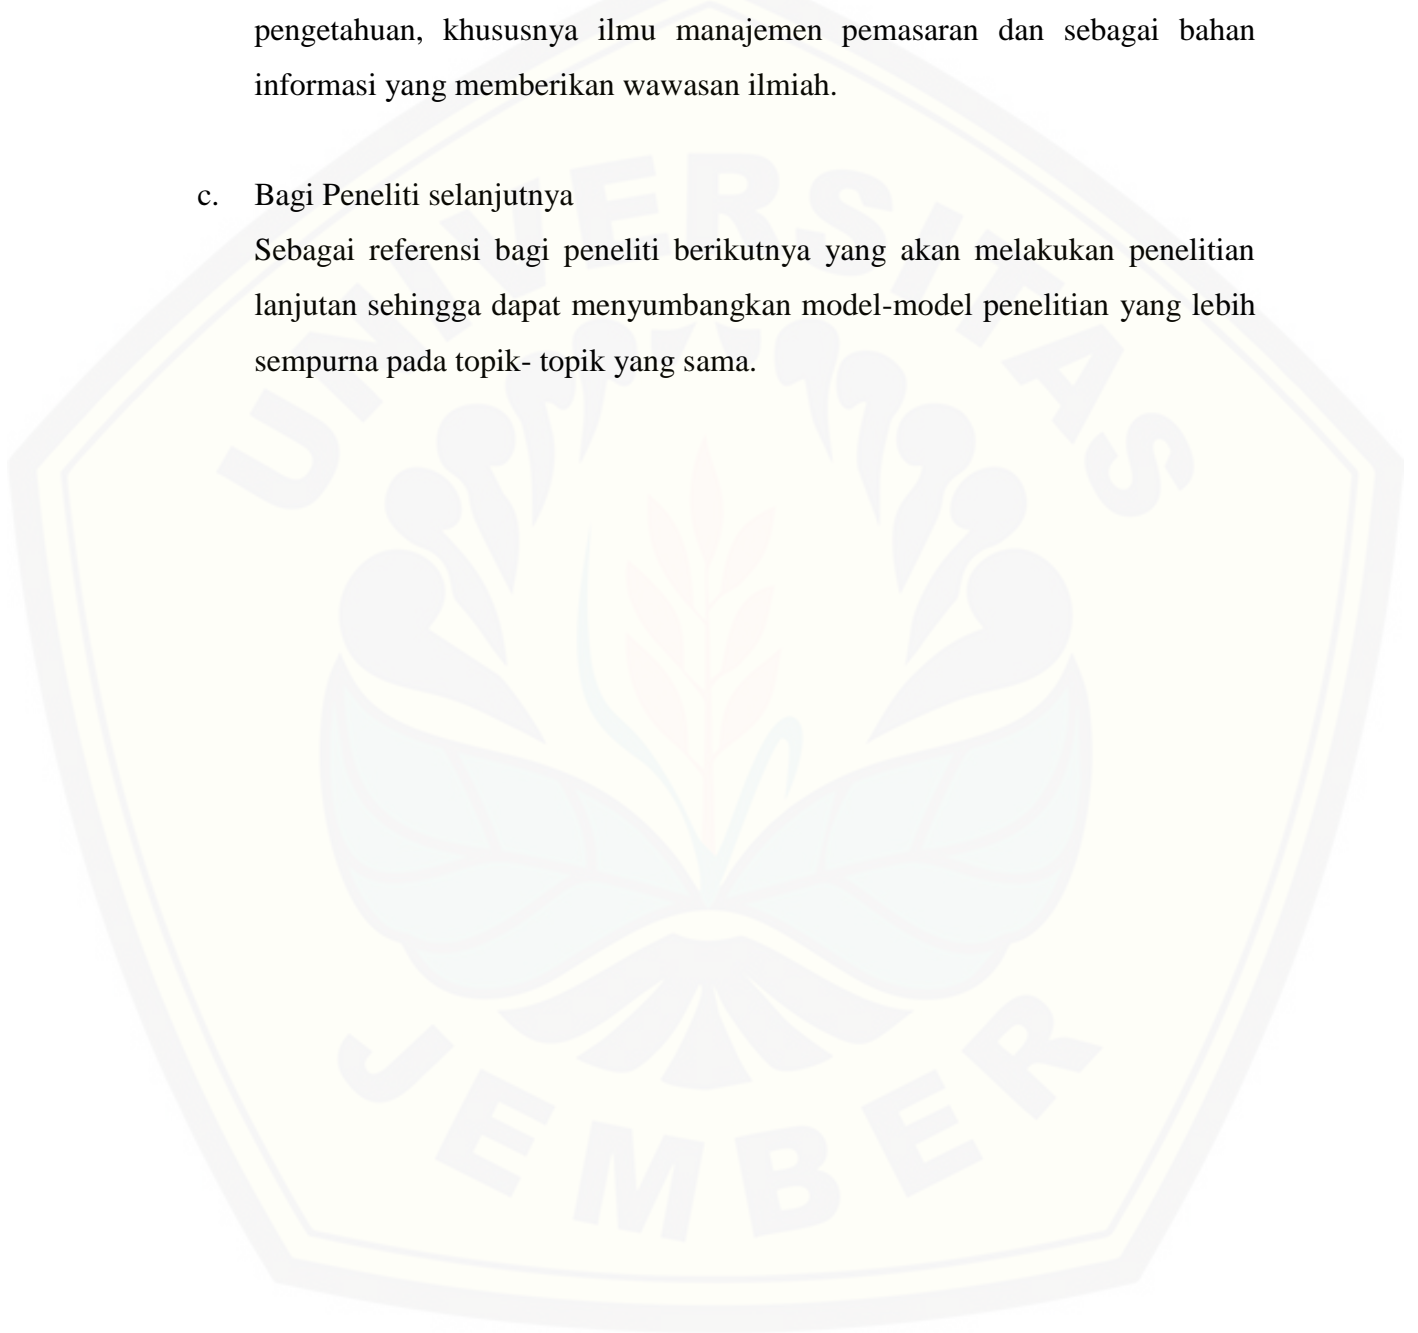 pengetahuan, khususnya ilmu manajemen pemasaran dan sebagai bahan
informasi yang memberikan wawasan ilmiah.
c. Bagi Peneliti selanjutnya
Sebagai referensi bagi peneliti berikutnya yang akan melakukan penelitian
lanjutan sehingga dapat menyumbangkan model-model penelitian yang lebih
sempurna pada topik- topik yang sama.
UNIVERSITAS
JEMBER